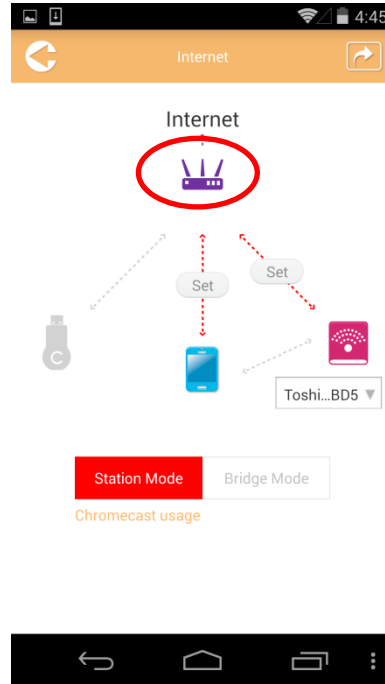 4:45
Internet
Internet
Set
Set
C
Toshi...BD5
Station Mode
Bridge Mode
Chromecast usage